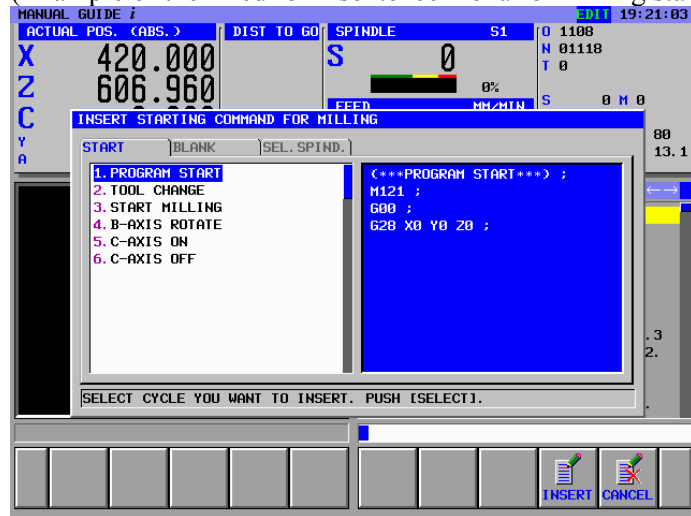 MANUAL GUIDE i EDIT 19:21:03
ACTUAL POS. (ABS.) DIST TO GO SPINDLE S1 O 1108
X 420.000 S 0 N 01118
T 0
Z 606.960 0% S 0 M 0
FEED MM/MIN
C
INSERT STARTING COMMAND FOR MILLING
Y 80
A 13.1
START BLANK SEL.SPIND.
1.PROGRAM START
2.TOOL CHANGE
3.START MILLING
4.B-AXIS ROTATE
5.C-AXIS ON
6.C-AXIS OFF
(***PROGRAM START***) ;
M121 ;
G00 ;
G28 X0 Y0 Z0 ;
←→
.3
2.
.
SELECT CYCLE YOU WANT TO INSERT. PUSH [SELECT].
INSERT CANCEL